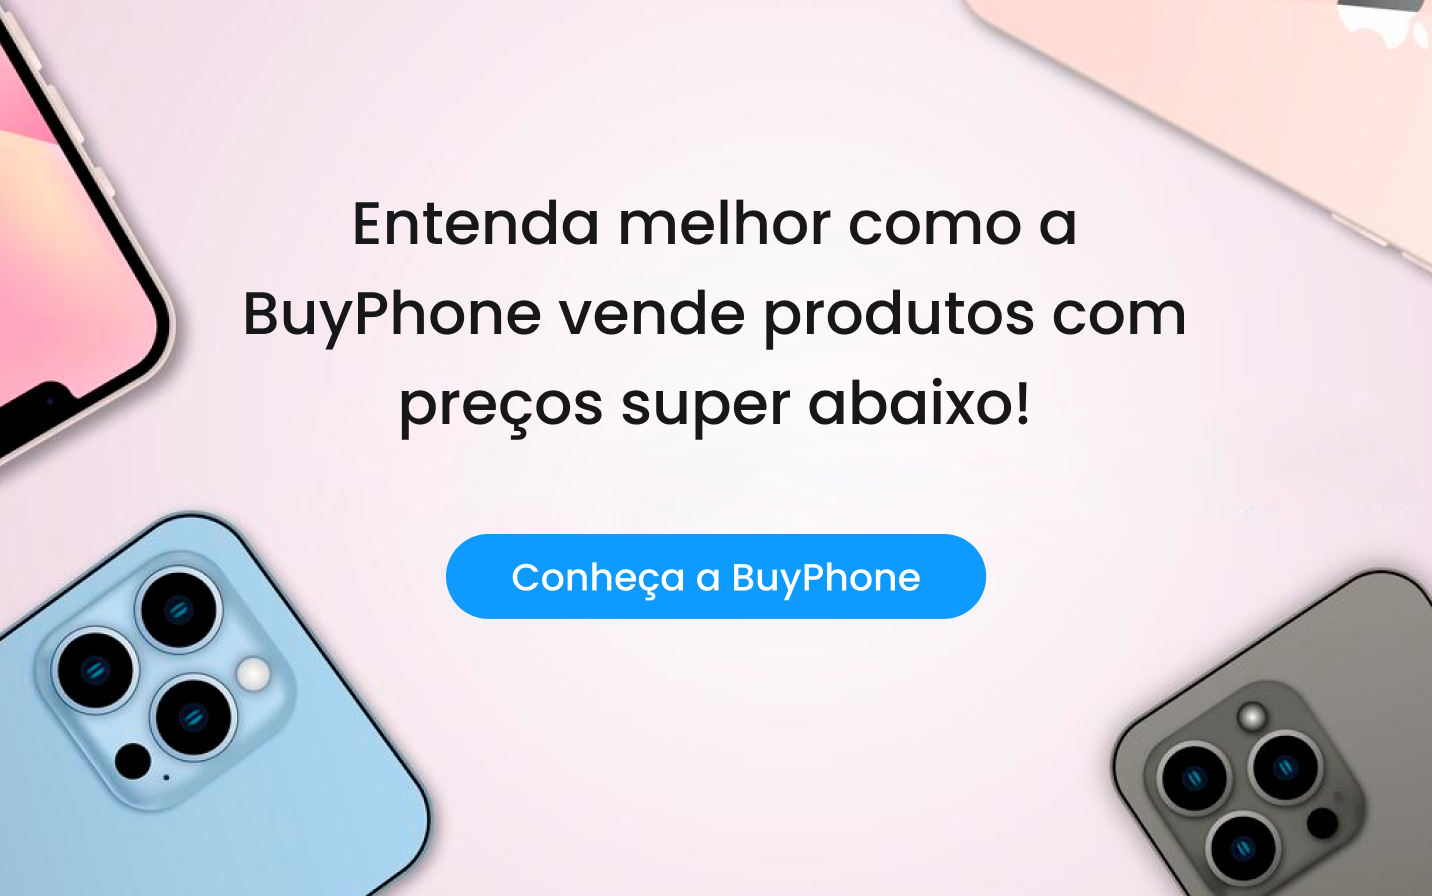 Entenda melhor como a
BuyPhone vende produtos com
preços super abaixo!
Conheça a BuyPhone